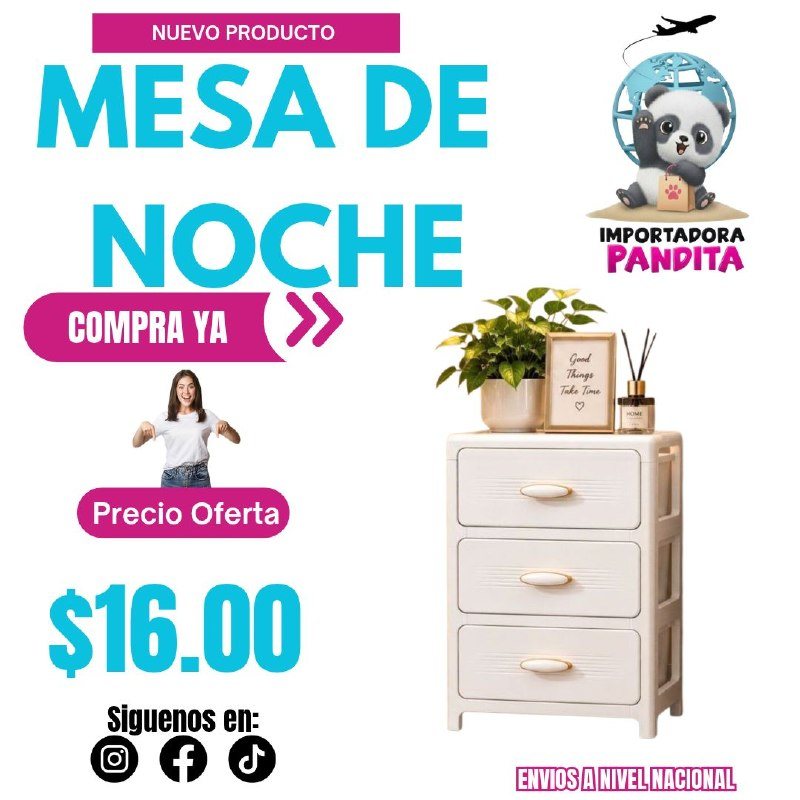 NUEVO PRODUCTO
MESA DE
NOCHE
IMPORTADORA
PANDITA
COMPRA YA
Good
Things
Take Time
HOME
Precio Oferta
$16.00
Siguenos en:
ENVIOS A NIVEL NACIONAL